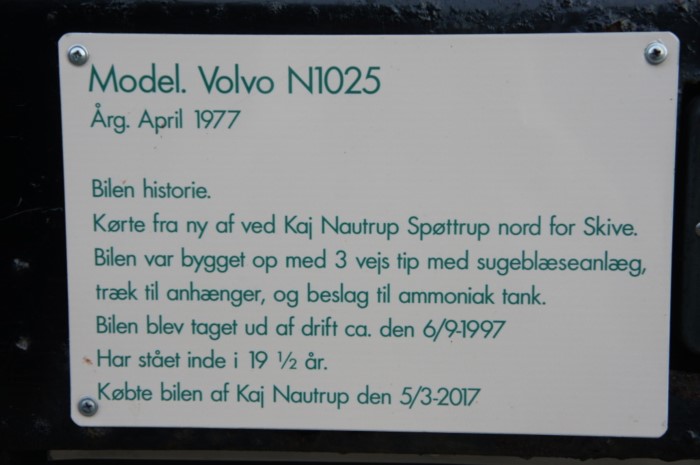 Model. Volvo N1025
Årg. April 1977
Bilen historie.
Kørte fra ny af ved Kaj Nautrup Spøttrup nord for Skive.
Bilen var bygget op med 3 vejs tip med sugeblæseanlæg,
træk til anhænger, og beslag til ammoniak tank.
Bilen blev taget ud af drift ca. den 6/9-1997
Har stået inde i 19 ½ år.
Købte bilen af Kaj Nautrup den 5/3-2017